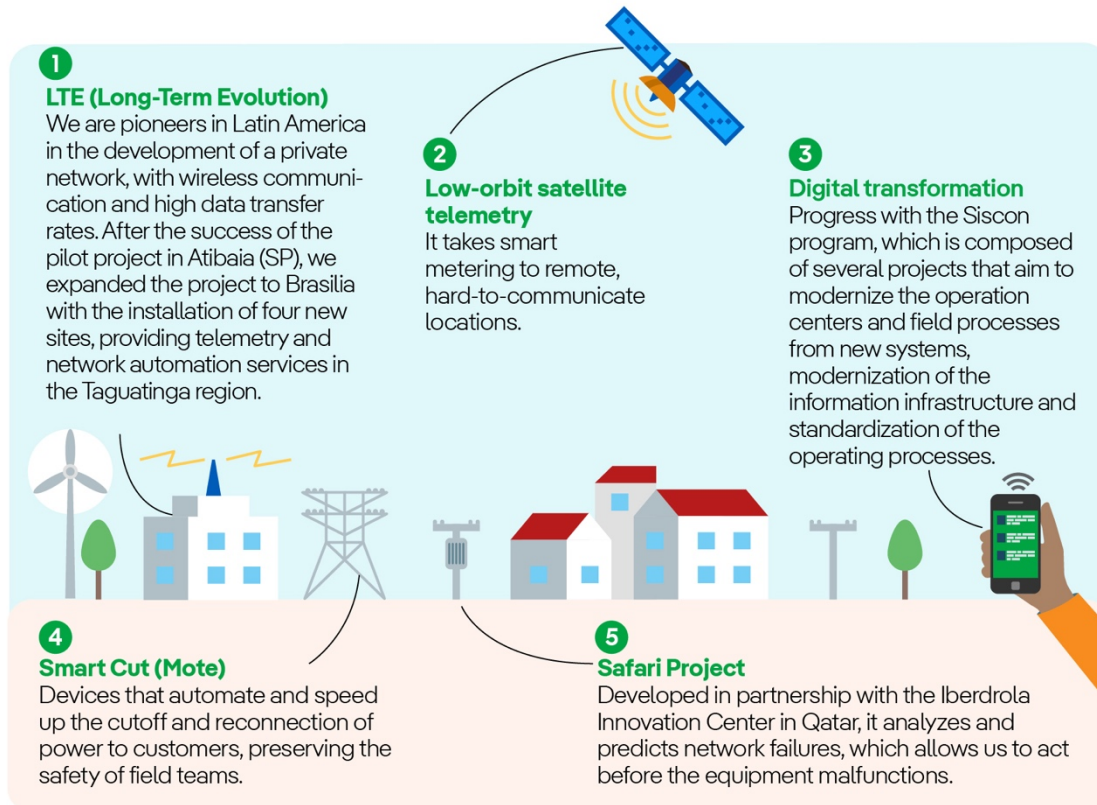 1
LTE (Long-Term Evolution)
We are pioneers in Latin America
in the development of a private
network, with wireless communi-
cation and high data transfer
rates. After the success of the
pilot project in Atibaia (SP), we
expanded the project to Brasilia
with the installation of four new
sites, providing telemetry and
network automation services in
the Taguatinga region.
2
Low-orbit satellite
telemetry
It takes smart
metering to remote,
hard-to-communicate
locations.
3
Digital transformation
Progress with the Siscon
program, which is composed
of several projects that aim to
modernize the operation
centers and field processes
from new systems,
modernization of the
information infrastructure and
standardization of the
operating processes.
4
Smart Cut (Mote)
Devices that automate and speed
up the cutoff and reconnection of
power to customers, preserving the
safety of field teams.
5
Safari Project
Developed in partnership with the Iberdrola
Innovation Center in Qatar, it analyzes and
predicts network failures, which allows us to act
before the equipment malfunctions.